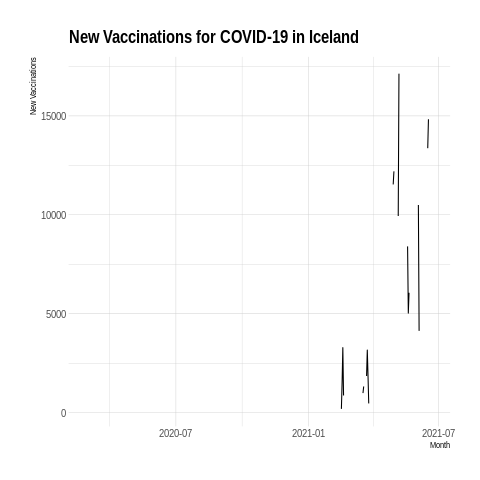 New Vaccinations for COVID-19 in Iceland
New Vaccinations
15000
10000
5000
0
2020-07
2021-01
2021-07
Month